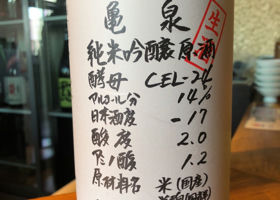 亀泉
生酒
純米吟醸原酒
酵母 CEL-24
アルコール分 14%
日本酒度 -17
酸度 2.0
アミノ酸 1.2
原材料名 米(国産)